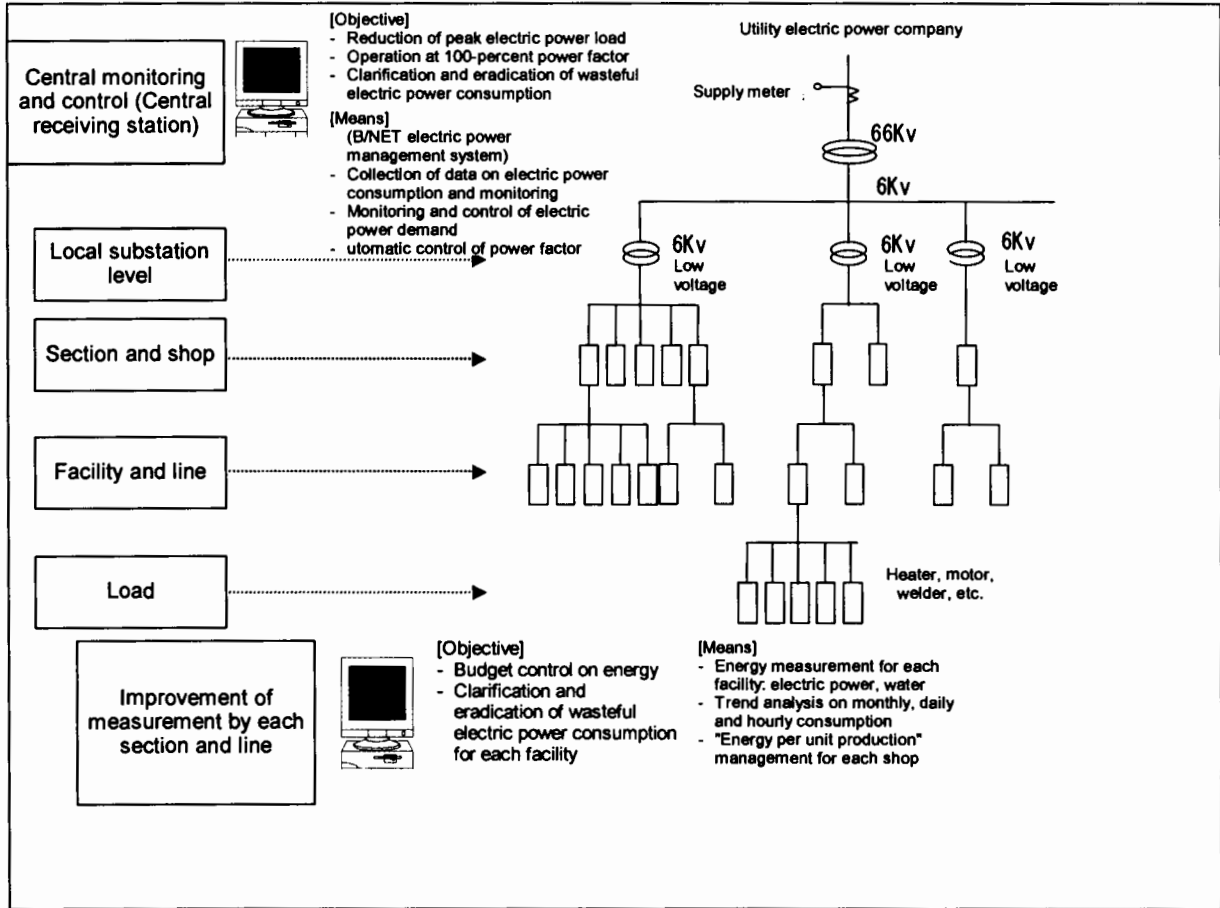 Central monitoring
and control (Central
receiving station)
[Objective]
- Reduction of peak electric power load
- Operation at 100-percent power factor
- Clarification and eradication of wasteful
electric power consumption
[Means]
(B/NET electric power
management system)
- Collection of data on electric power
consumption and monitoring
- Monitoring and control of electric
power demand
- utomatic control of power factor
Utility electric power company
Supply meter
66Kv
6Kv
6Kv
Low
voltage
6Kv
Low
voltage
6Kv
Low
voltage
Local substation
level
Section and shop
Facility and line
Load
Heater, motor,
welder, etc.
Improvement of
measurement by each
section and line
[Objective]
- Budget control on energy
- Clarification and
eradication of wasteful
electric power consumption
for each facility
[Means]
- Energy measurement for each
facility: electric power, water
- Trend analysis on monthly, daily
and hourly consumption
- "Energy per unit production"
management for each shop